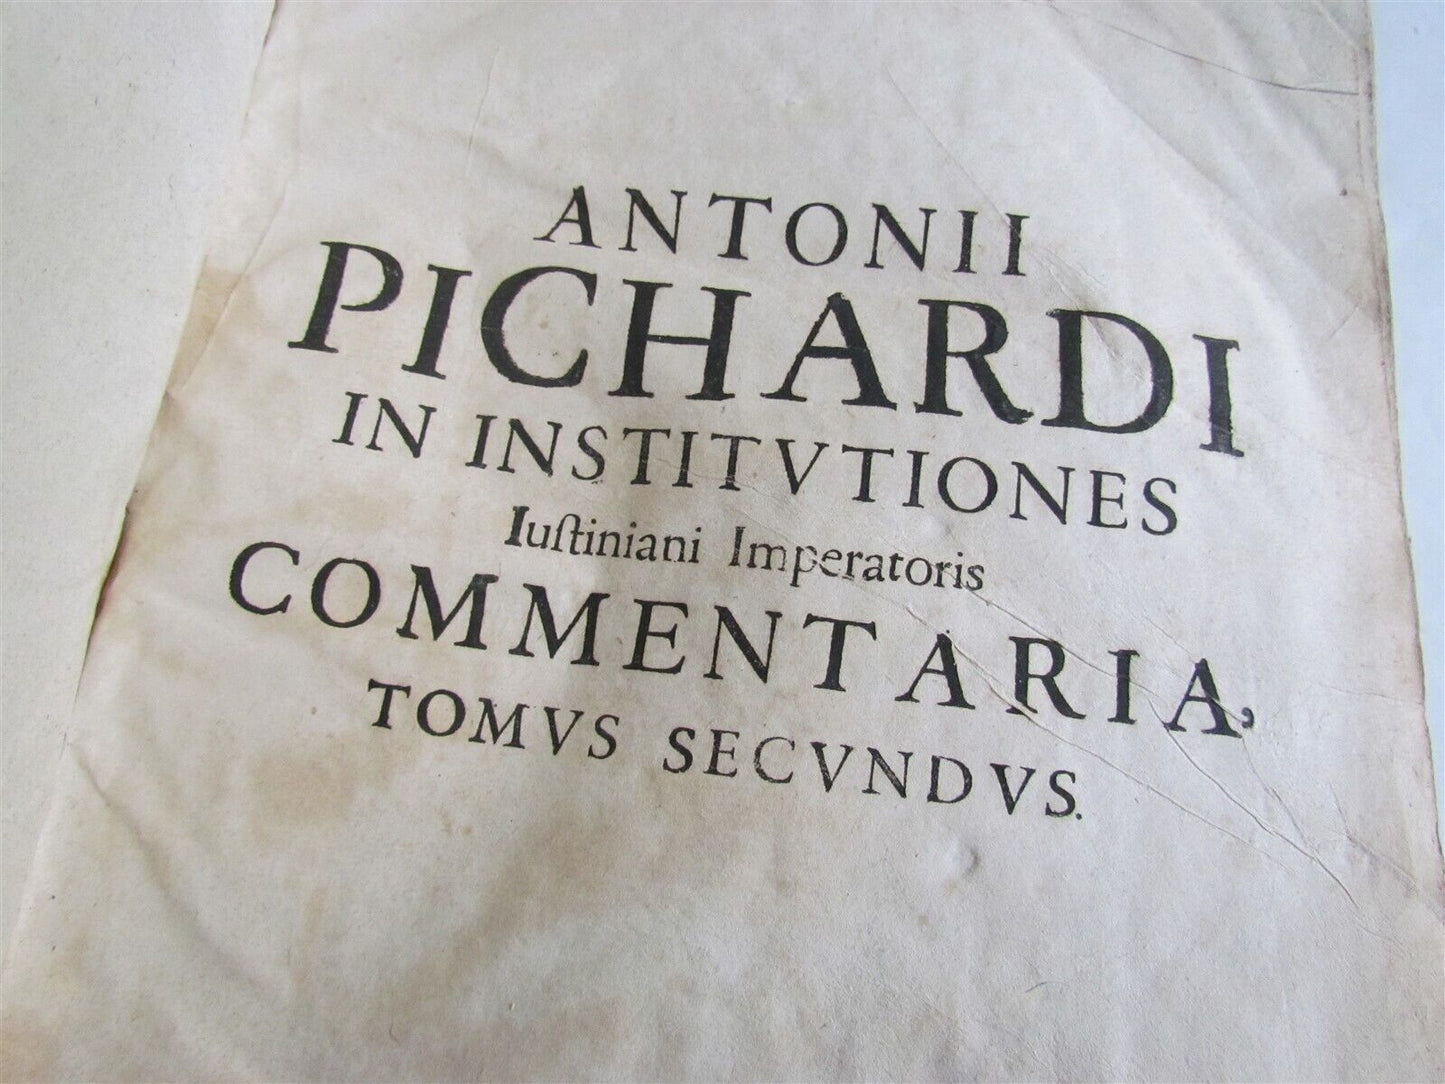 ANTONII
PICHARDI
IN INSTITVTIONES
Iuſtiniani Imperatoris
COMMENTARIA,
TOMVS SECVNDVS.